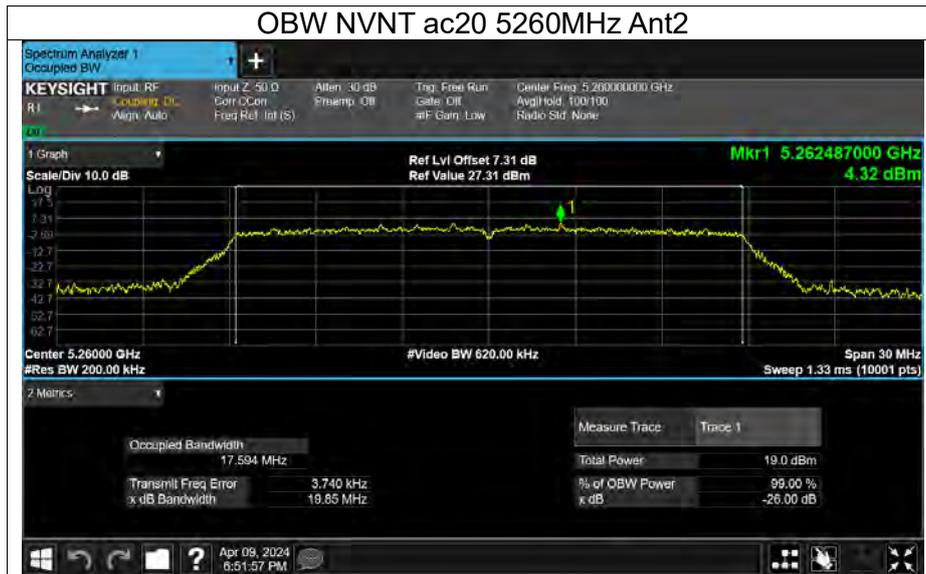 OBW NVNT ac20 5260MHz Ant2
Spectrum Analyzer 1
Occupied BW
KEYSIGHT Input: RF
Coupling: DC
Align: Auto
Input Z: 50 Ω
Corr CCorr
Freq Ref: Int (S)
Atten: 30 dB
Preamp: Off
Trig: Free Run
Gate: Off
#IF Gain: Low
Center Freq: 5.260000000 GHz
Avg|Hold: 100/100
Radio Std: None
1 Graph
Scale/Div 10.0 dB
Ref Lvl Offset 7.31 dB
Ref Value 27.31 dBm
Mkr1 5.262487000 GHz
4.32 dBm
Log
17.3
7.31
-2.69
-12.7
-22.7
-32.7
-42.7
-52.7
-62.7
1
Center 5.26000 GHz
#Res BW 200.00 kHz
#Video BW 620.00 kHz
Span 30 MHz
Sweep 1.33 ms (10001 pts)
2 Metrics
Measure Trace Trace 1
Occupied Bandwidth
17.594 MHz
Total Power 19.0 dBm
Transmit Freq Error 3.740 kHz
% of OBW Power 99.00 %
x dB Bandwidth 19.85 MHz
x dB -26.00 dB
Apr 09, 2024
6:51:57 PM